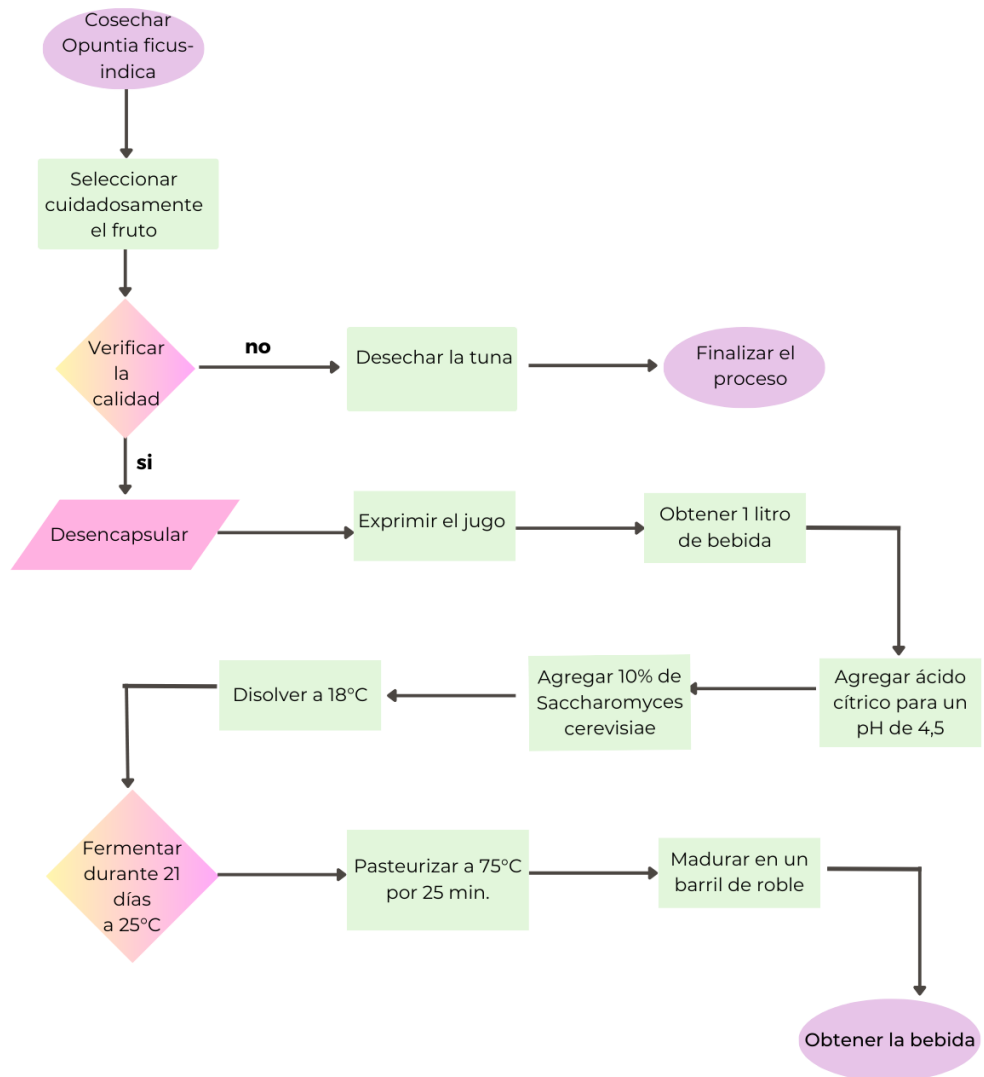 Cosechar
Opuntia ficus-
indica
Seleccionar
cuidadosamente
el fruto
Verificar
la
calidad
no
Desechar la tuna
Finalizar el
proceso
si
Desencapsular
Exprimir el jugo
Obtener 1 litro
de bebida
Agregar ácido
cítrico para un
pH de 4,5
Agregar 10% de
Saccharomyces
cerevisiae
Disolver a 18°C
Fermentar
durante 21
días
a 25°C
Pasteurizar a 75°C
por 25 min.
Madurar en un
barril de roble
Obtener la bebida